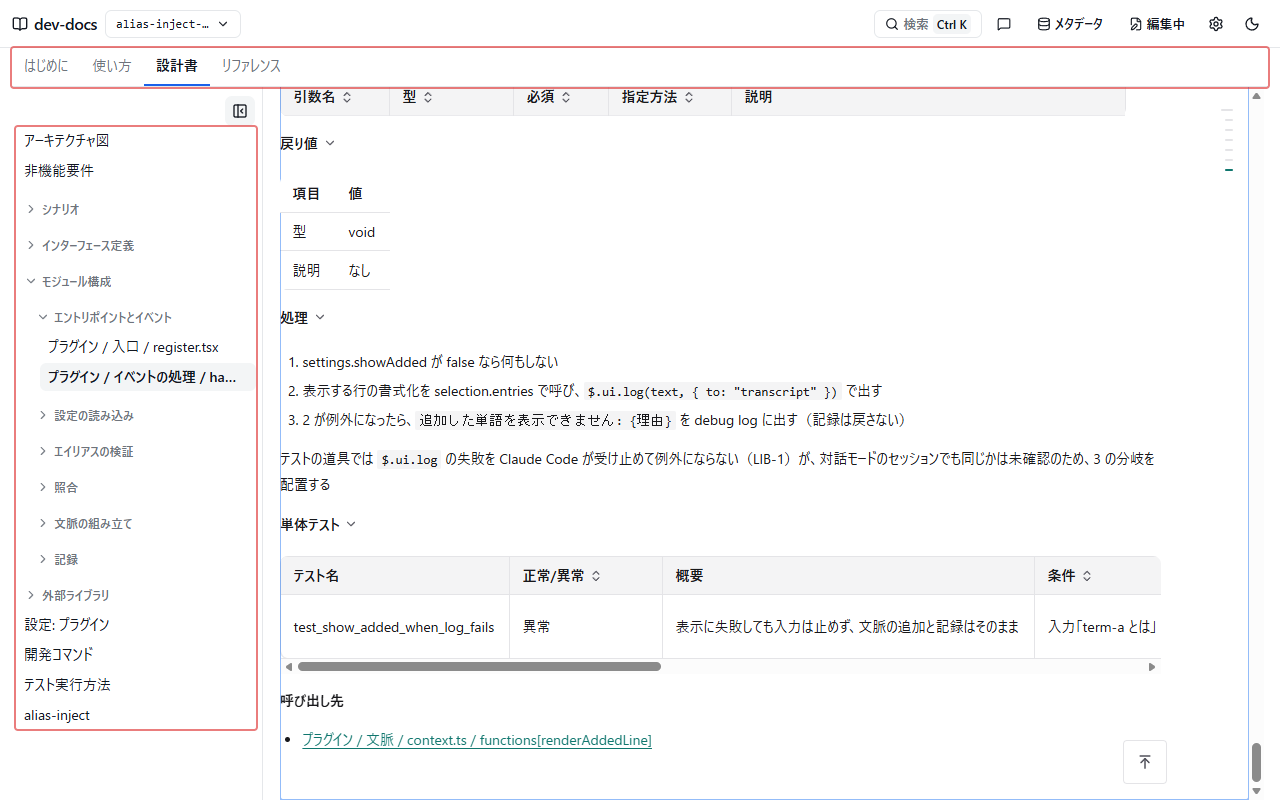 dev-docs
alias-inject-…
検索 Ctrl K
メタデータ
編集中
はじめに
使い方
設計書
リファレンス
アーキテクチャ図
非機能要件
シナリオ
インターフェース定義
モジュール構成
エントリポイントとイベント
プラグイン / 入口 / register.tsx
プラグイン / イベントの処理 / ha...
設定の読み込み
エイリアスの検証
照合
文脈の組み立て
記録
外部ライブラリ
設定: プラグイン
開発コマンド
テスト実行方法
alias-inject
引数名 型 必須 指定方法 説明
戻り値
項目 値
型 void
説明 なし
処理
1. settings.showAdded が false なら何もしない
2. 表示する行の書式化を selection.entries で呼び、$.ui.log(text, { to: "transcript" }) で出す
3. 2 が例外になったら、追加した単語を表示できません: {理由} を debug log に出す（記録は戻さない）
テストの道具では $.ui.log の失敗を Claude Code が受け止めて例外にならない（LIB-1）が、対話モードのセッションでも同じかは未確認のため、3 の分岐を
配置する
単体テスト
テスト名 正常/異常 概要 条件
test_show_added_when_log_fails 異常 表示に失敗しても入力は止めず、文脈の追加と記録はそのまま 入力「term-a とは」
呼び出し先
プラグイン / 文脈 / context.ts / functions[renderAddedLine]